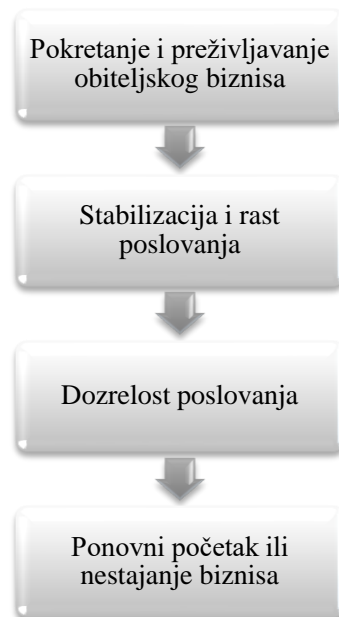 Pokretanje i preživljavanje
obiteljskog biznisa
Stabilizacija i rast
poslovanja
Dozrelost poslovanja
Ponovni početak ili
nestajanje biznisa